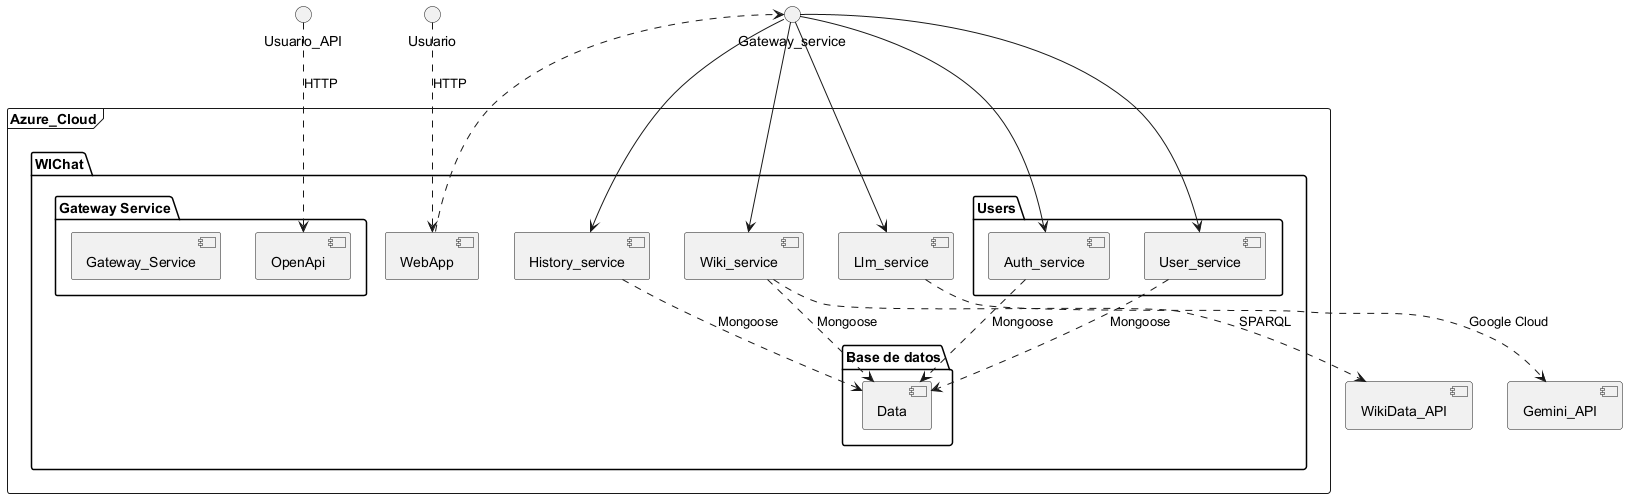 Usuario_API
Usuario
Gateway_service
HTTP
HTTP
Azure_Cloud
WIChat
Gateway Service
Users
Gateway_Service
OpenApi
WebApp
History_service
Wiki_service
Llm_service
Auth_service
User_service
Mongoose
Mongoose
Mongoose
Mongoose
SPARQL
Google Cloud
Base de datos
Data
WikiData_API
Gemini_API